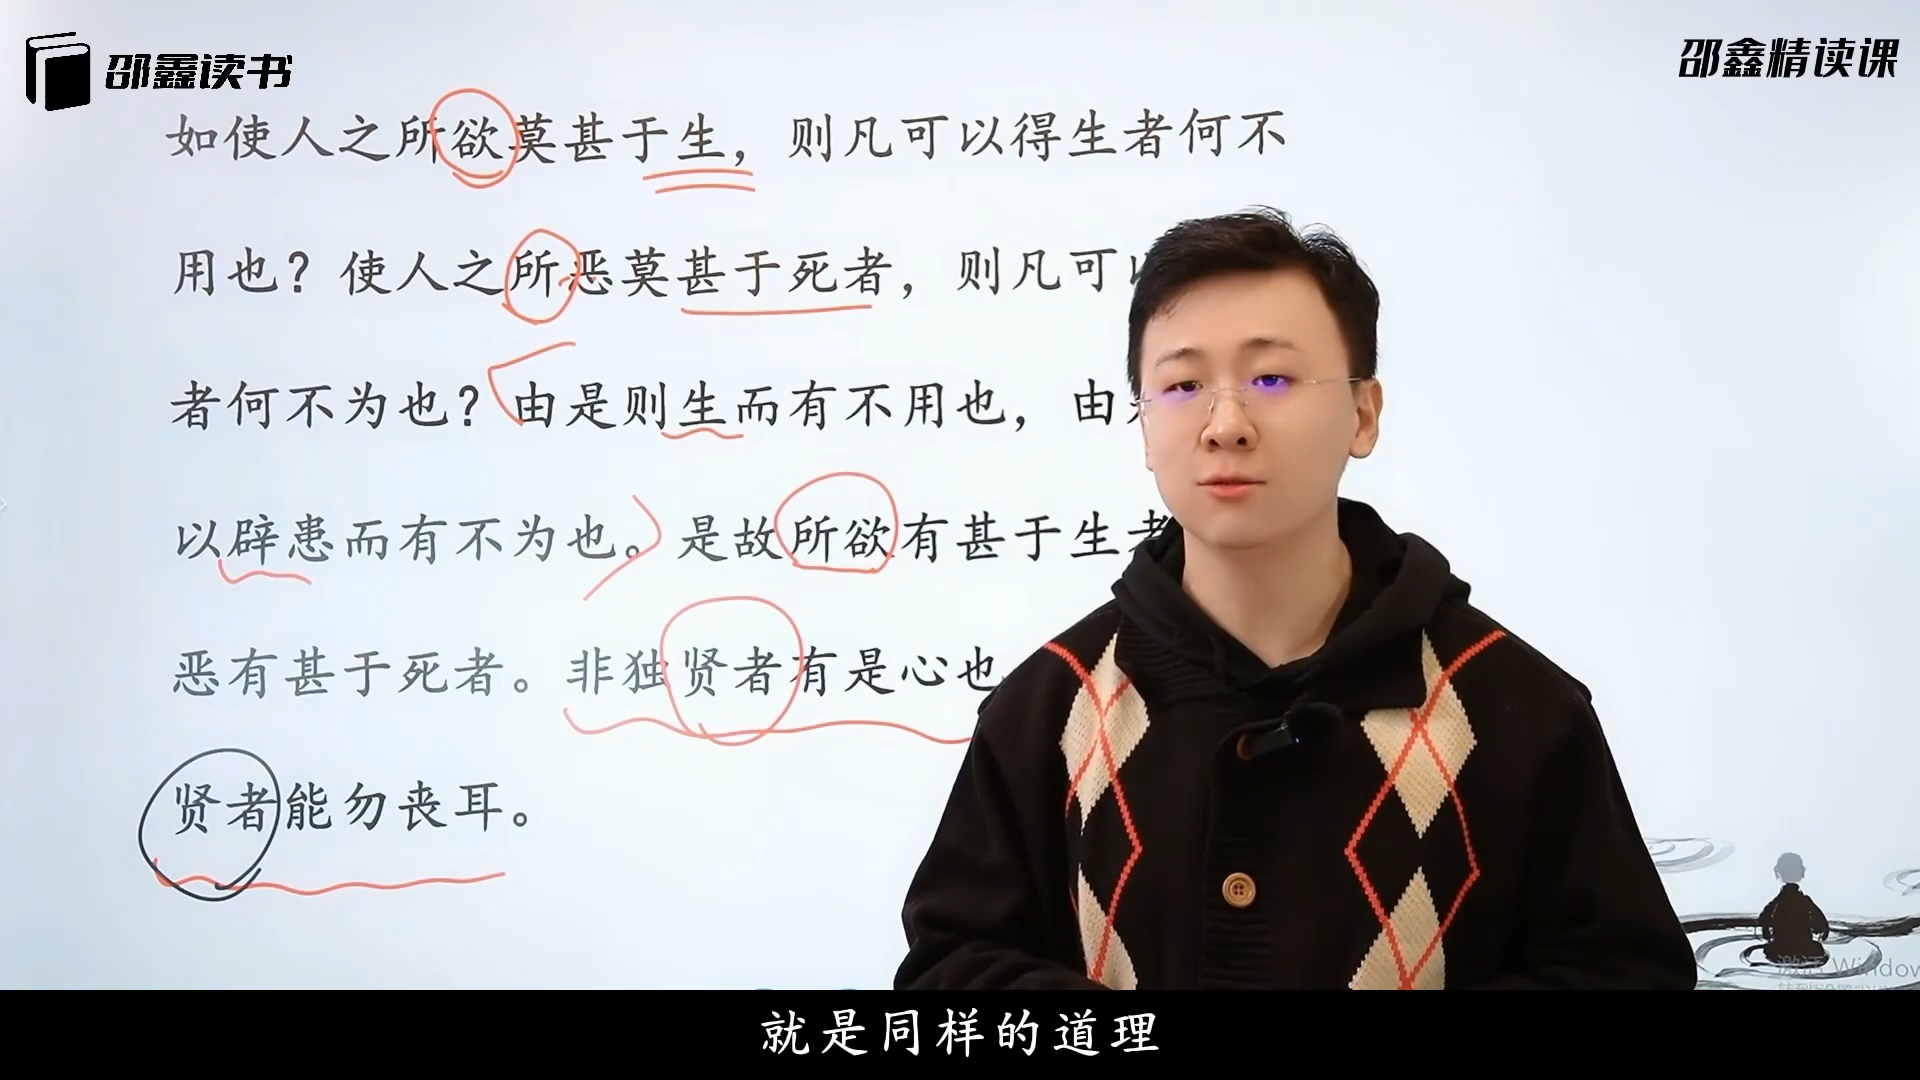 邵鑫读书
邵鑫精读课
如使人之所欲莫甚于生，则凡可以得生者何不
用也？使人之所恶莫甚于死者，则凡可
者何不为也？由是则生而有不用也，由
以辟患而有不为也。是故所欲有甚于生
恶有甚于死者。非独贤者有是心也
贤者能勿丧耳。
激活 Window
就是同样的道理